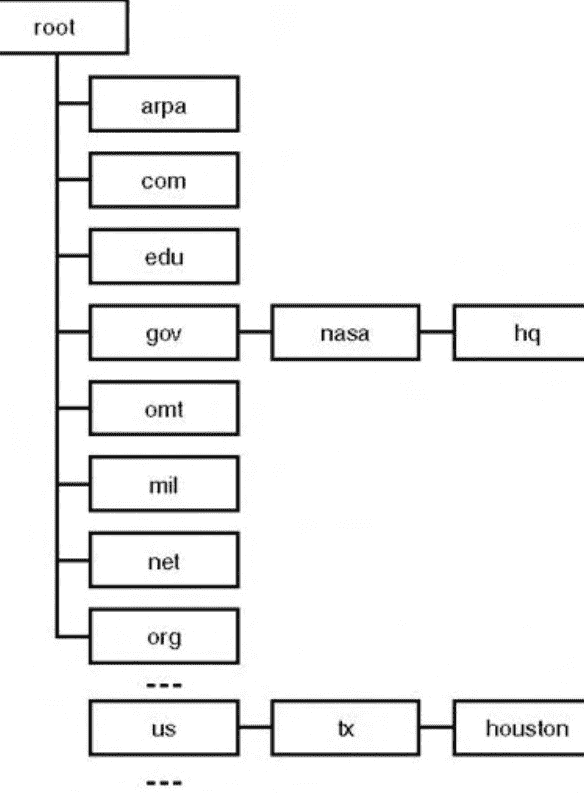 root
arpa
com
edu
gov nasa hq
omt
mil
net
org
---
us tx houston
---